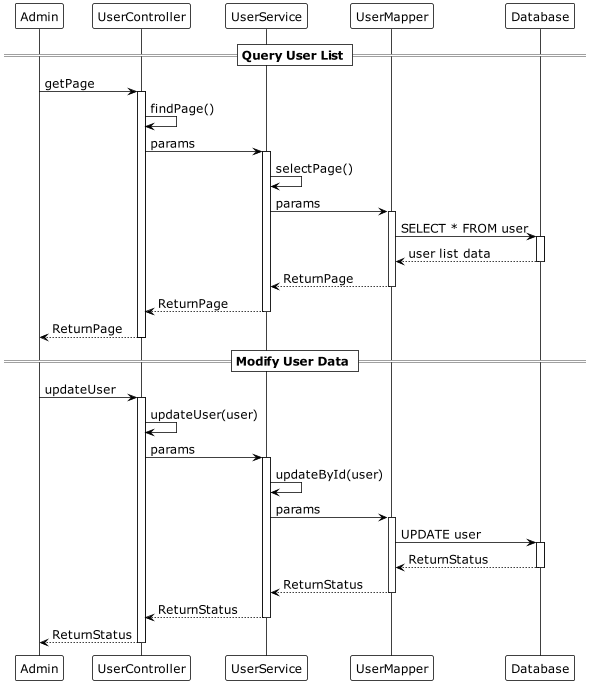 Admin UserController UserService UserMapper Database
Query User List
getPage
findPage()
params
selectPage()
params
SELECT * FROM user
user list data
ReturnPage
ReturnPage
ReturnPage
Modify User Data
updateUser
updateUser(user)
params
updateById(user)
params
UPDATE user
ReturnStatus
ReturnStatus
ReturnStatus
ReturnStatus
Admin UserController UserService UserMapper Database